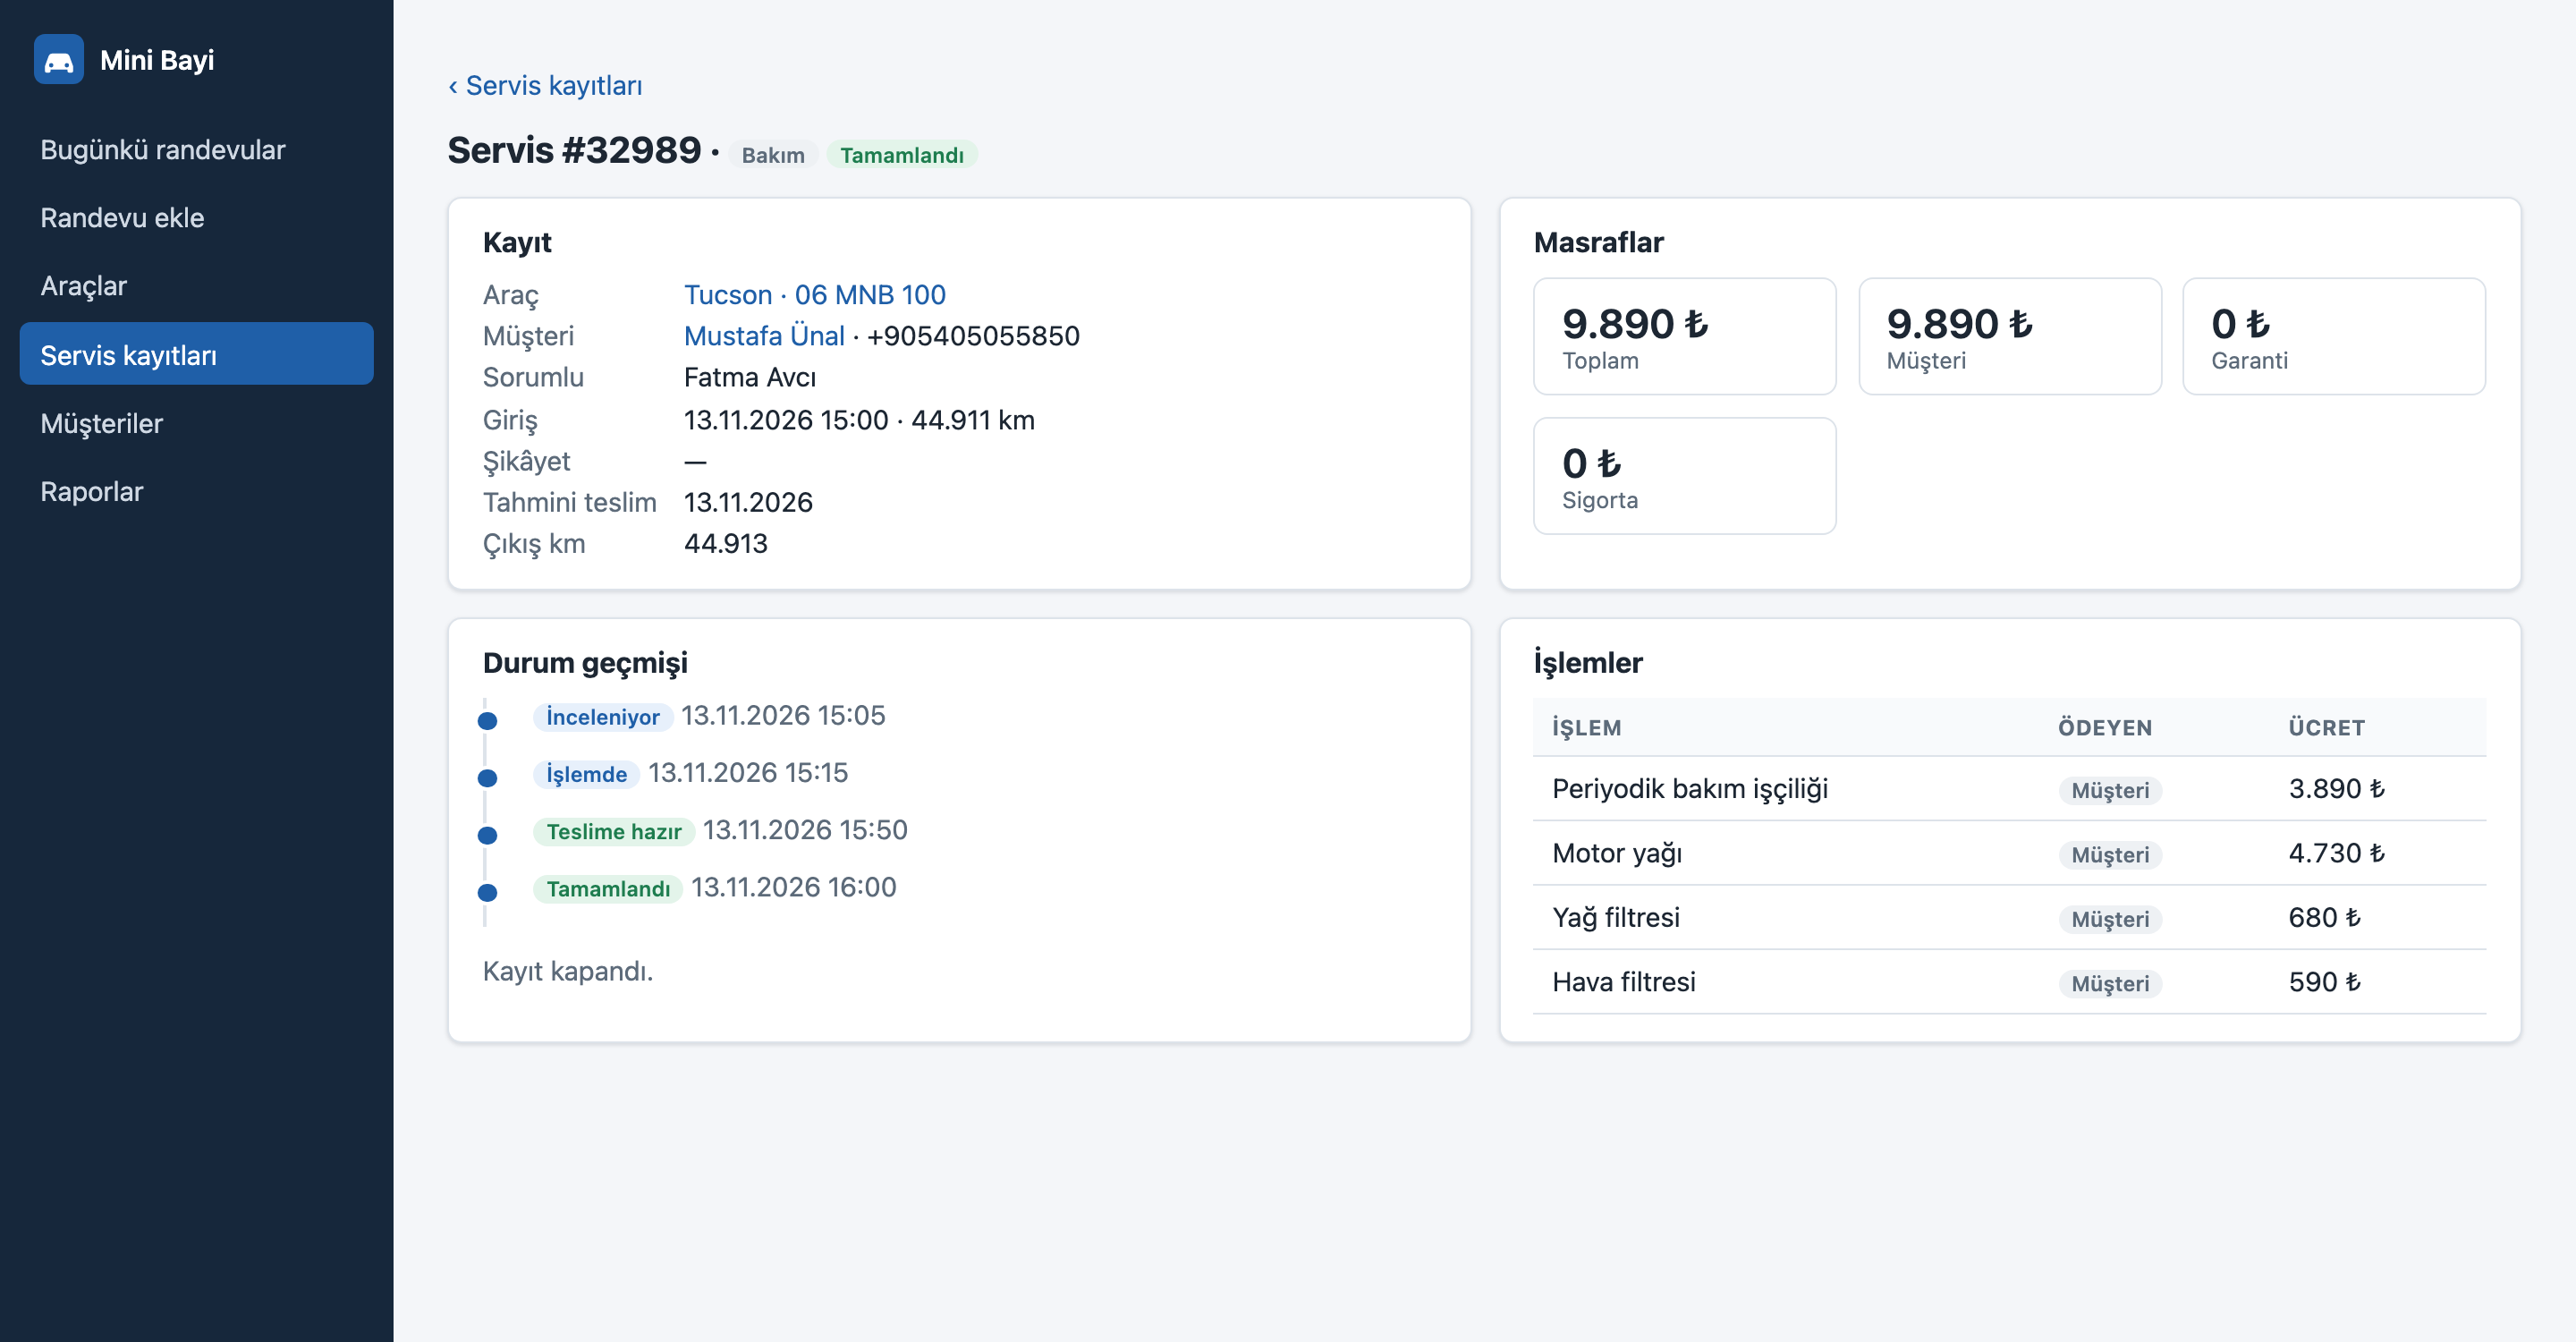 Mini Bayi
Bugünkü randevular
Randevu ekle
Araçlar
Servis kayıtları
Müşteriler
Raporlar
‹ Servis kayıtları
Servis #32989 · Bakım Tamamlandı
Kayıt
Araç Tucson · 06 MNB 100
Müşteri Mustafa Ünal · +905405055850
Sorumlu Fatma Avcı
Giriş 13.11.2026 15:00 · 44.911 km
Şikâyet —
Tahmini teslim 13.11.2026
Çıkış km 44.913
Masraflar
9.890 ₺
Toplam
9.890 ₺
Müşteri
0 ₺
Garanti
0 ₺
Sigorta
Durum geçmişi
İnceleniyor 13.11.2026 15:05
İşlemde 13.11.2026 15:15
Teslime hazır 13.11.2026 15:50
Tamamlandı 13.11.2026 16:00
Kayıt kapandı.
İşlemler
İŞLEM ÖDEYEN ÜCRET
Periyodik bakım işçiliği Müşteri 3.890 ₺
Motor yağı Müşteri 4.730 ₺
Yağ filtresi Müşteri 680 ₺
Hava filtresi Müşteri 590 ₺